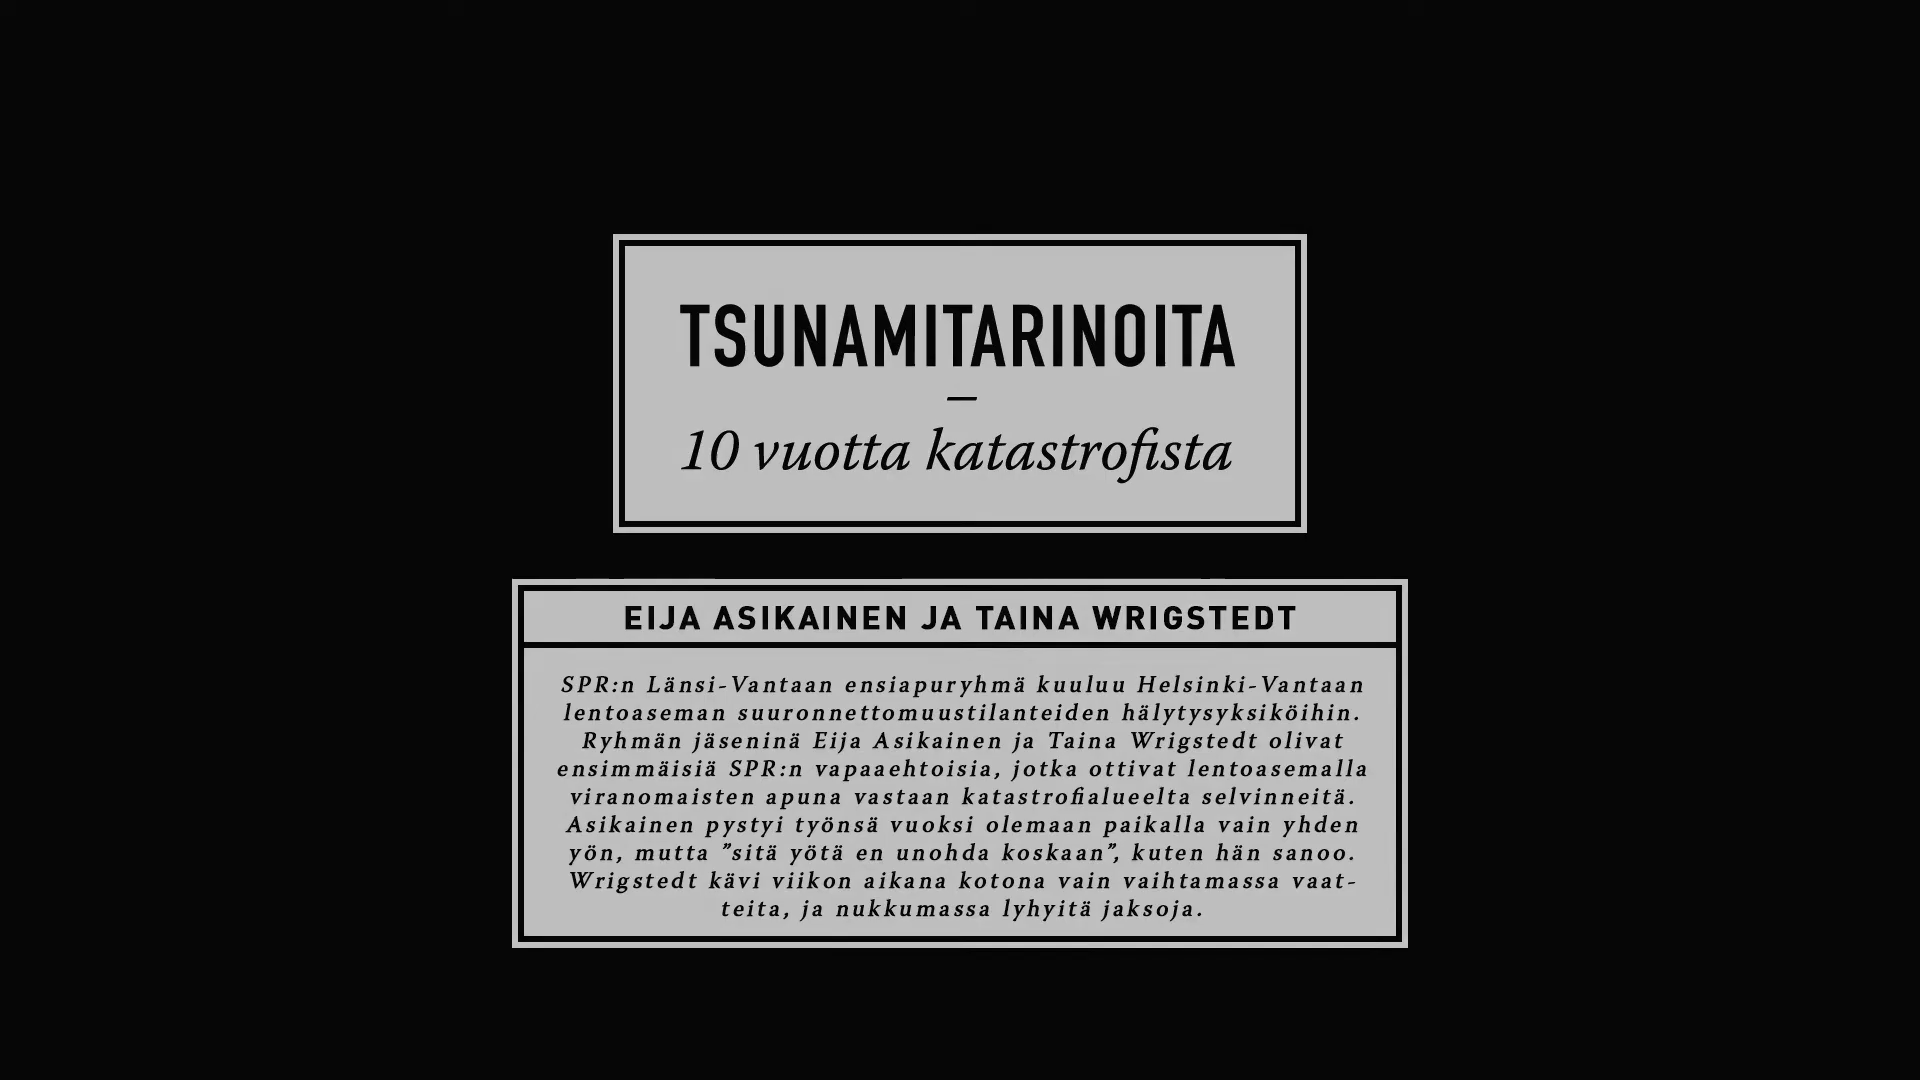 TSUNAMITARINOITA
–
10 vuotta katastrofista
EIJA ASIKAINEN JA TAINA WRIGSTEDT
SPR:n Länsi-Vantaan ensiapuryhmä kuuluu Helsinki-Vantaan
lentoaseman suuronnettomuustilanteiden hälytysyksiköihin.
Ryhmän jäseninä Eija Asikainen ja Taina Wrigstedt olivat
ensimmäisiä SPR:n vapaaehtoisia, jotka ottivat lentoasemalla
viranomaisten apuna vastaan katastrofialueelta selvinneitä.
Asikainen pystyi työnsä vuoksi olemaan paikalla vain yhden
yön, mutta ”sitä yötä en unohda koskaan”, kuten hän sanoo.
Wrigstedt kävi viikon aikana kotona vain vaihtamassa vaat-
teita, ja nukkumassa lyhyitä jaksoja.